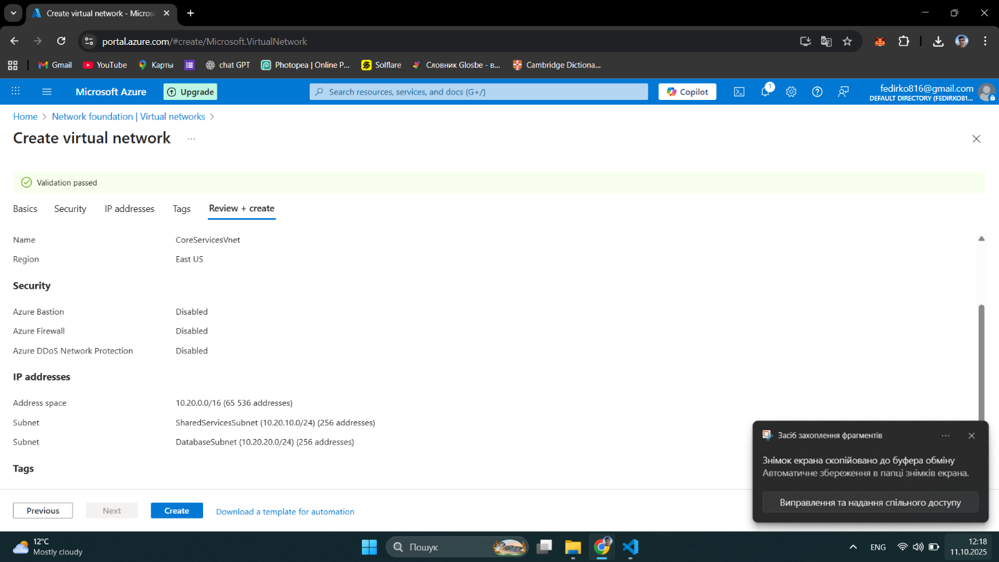 Create virtual network - Micros
portal.azure.com/#create/Microsoft.VirtualNetwork
Gmail YouTube Карты chat GPT Photopea | Online P... Solflare Словник Glosbe - в... Cambridge Dictiona...
Microsoft Azure Upgrade Search resources, services, and docs (G+/) Copilot 1 fedirko816@gmail.com
DEFAULT DIRECTORY (FEDIRKO81...
Home Network foundation | Virtual networks
Create virtual network ...
Validation passed
Basics Security IP addresses Tags Review + create
Name CoreServicesVnet
Region East US
Security
Azure Bastion Disabled
Azure Firewall Disabled
Azure DDoS Network Protection Disabled
IP addresses
Address space 10.20.0.0/16 (65 536 addresses)
Subnet SharedServicesSubnet (10.20.10.0/24) (256 addresses)
Subnet DatabaseSubnet (10.20.20.0/24) (256 addresses)
Tags
Previous Next Create Download a template for automation
Засіб захоплення фрагментів
Знімок екрана скопійовано до буфера обміну
Автоматичне збереження в папці знімків екрана.
Виправлення та надання спільного доступу
12°C
Mostly cloudy
Пошук
ENG
12:18
11.10.2025